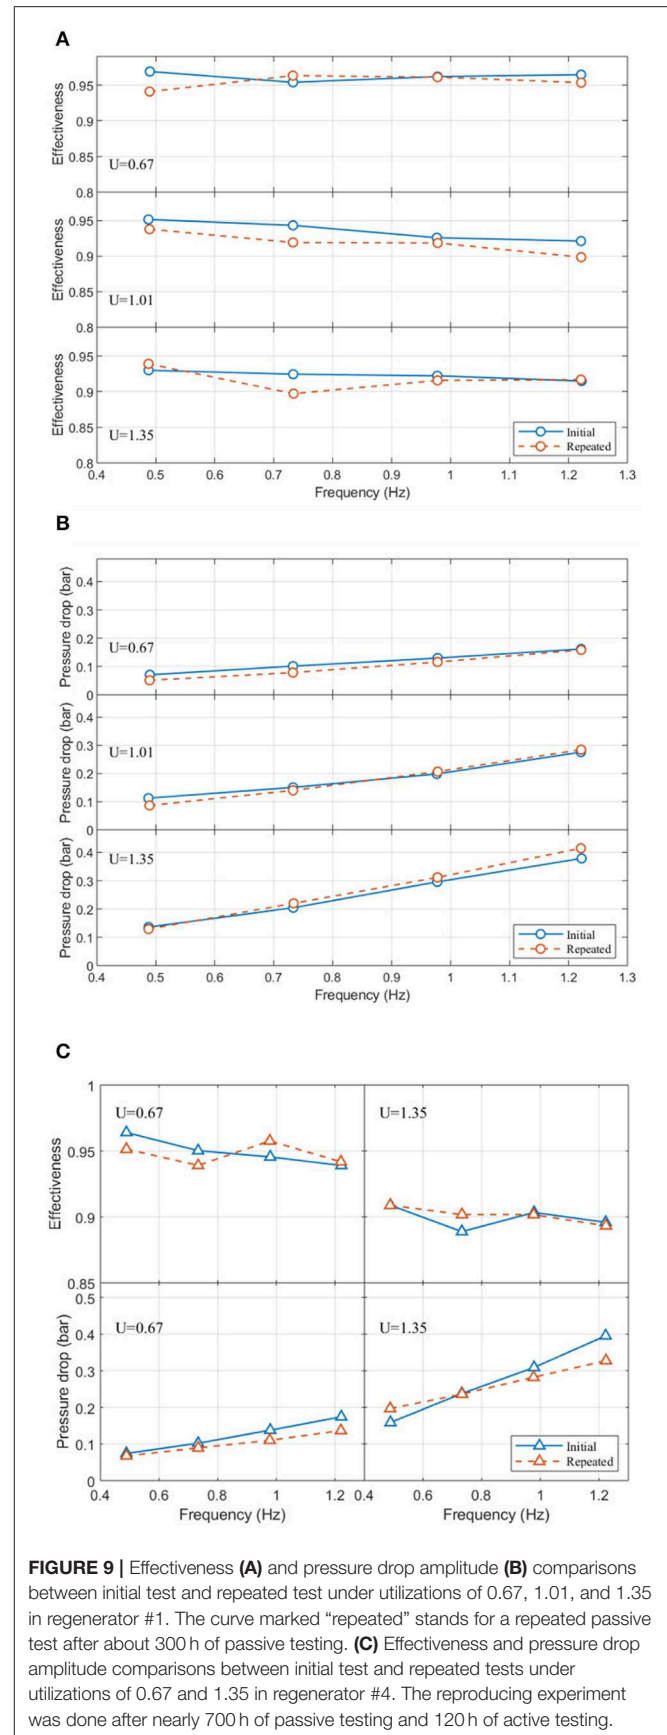 A
0.95
0.9
0.85
0.8
Effectiveness
U=0.67
0.95
0.9
0.85
0.8
Effectiveness
U=1.01
0.95
0.9
0.85
0.8
Effectiveness
U=1.35
Initial
Repeated
0.4 0.5 0.6 0.7 0.8 0.9 1 1.1 1.2 1.3
Frequency (Hz)
B
0.4
0.3
0.2
0.1
0
Pressure drop (bar)
U=0.67
0.4
0.3
0.2
0.1
0
Pressure drop (bar)
U=1.01
0.4
0.3
0.2
0.1
0
Pressure drop (bar)
U=1.35
Initial
Repeated
0.4 0.5 0.6 0.7 0.8 0.9 1 1.1 1.2 1.3
Frequency (Hz)
C
1
0.95
0.9
0.85
Effectiveness
U=0.67
U=1.35
0.5
0.4
0.3
0.2
0.1
0
Pressure drop (bar)
U=0.67
U=1.35
Initial
Repeated
0.4 0.6 0.8 1 1.2 0.4 0.6 0.8 1 1.2
Frequency (Hz) Frequency (Hz)
FIGURE 9 | Effectiveness (A) and pressure drop amplitude (B) comparisons
between initial test and repeated test under utilizations of 0.67, 1.01, and 1.35
in regenerator #1. The curve marked “repeated” stands for a repeated passive
test after about 300 h of passive testing. (C) Effectiveness and pressure drop
amplitude comparisons between initial test and repeated tests under
utilizations of 0.67 and 1.35 in regenerator #4. The reproducing experiment
was done after nearly 700 h of passive testing and 120 h of active testing.